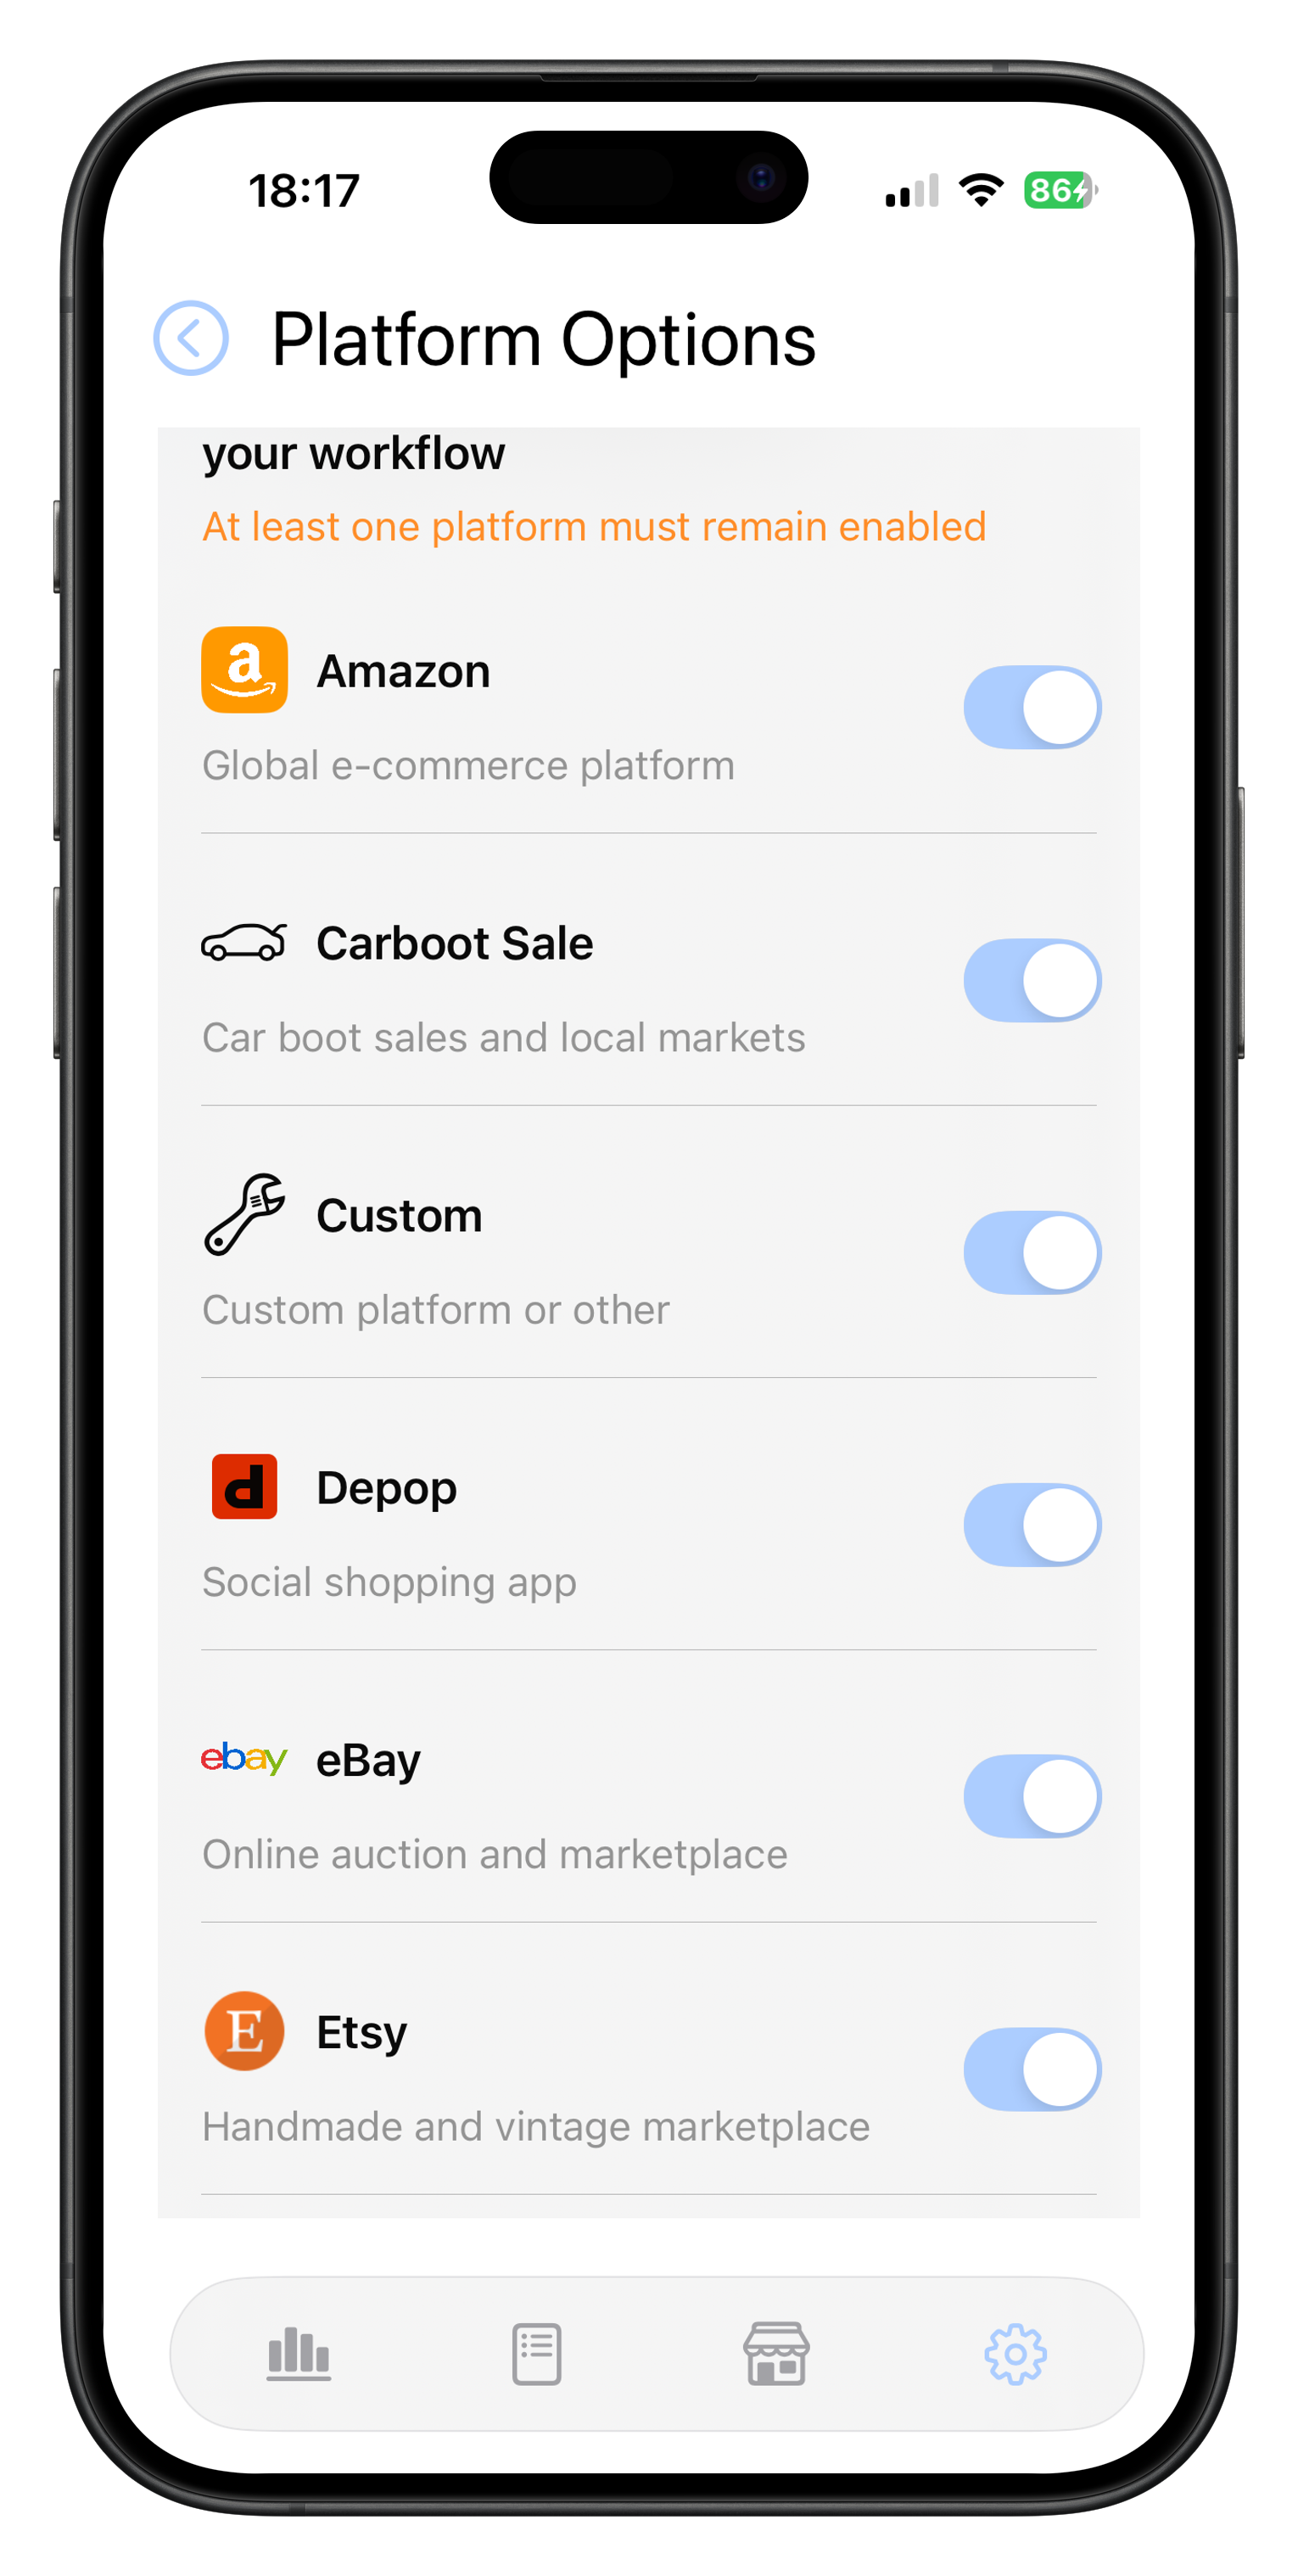 18:17
86
Platform Options
your workflow
At least one platform must remain enabled
a
Amazon
Global e-commerce platform
Carboot Sale
Car boot sales and local markets
Custom
Custom platform or other
d
Depop
Social shopping app
ebay
eBay
Online auction and marketplace
E
Etsy
Handmade and vintage marketplace